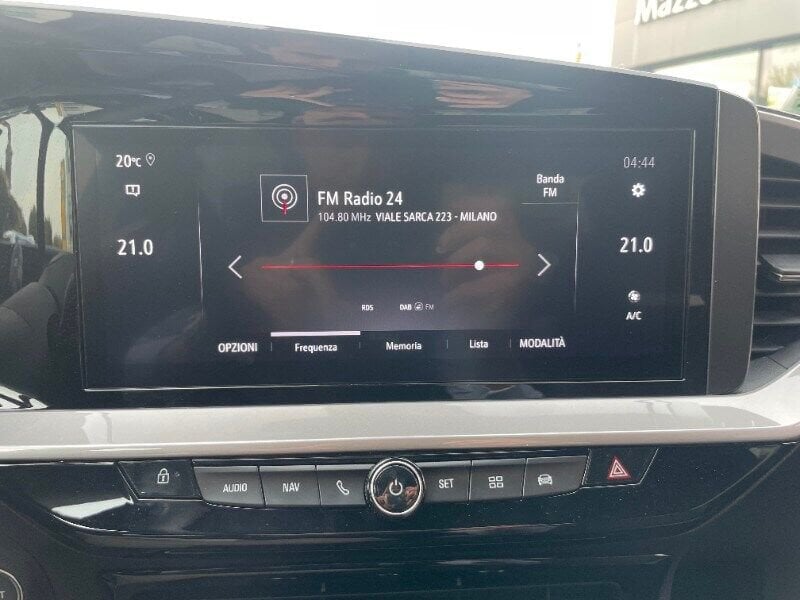 20°C
04:44
Banda
FM
FM Radio 24
104.80 MHz VIALE SARCA 223 - MILANO
21.0
21.0
RDS DAB FM
A/C
OPZIONI Frequenza Memoria Lista MODALITÀ
AUDIO NAV SET